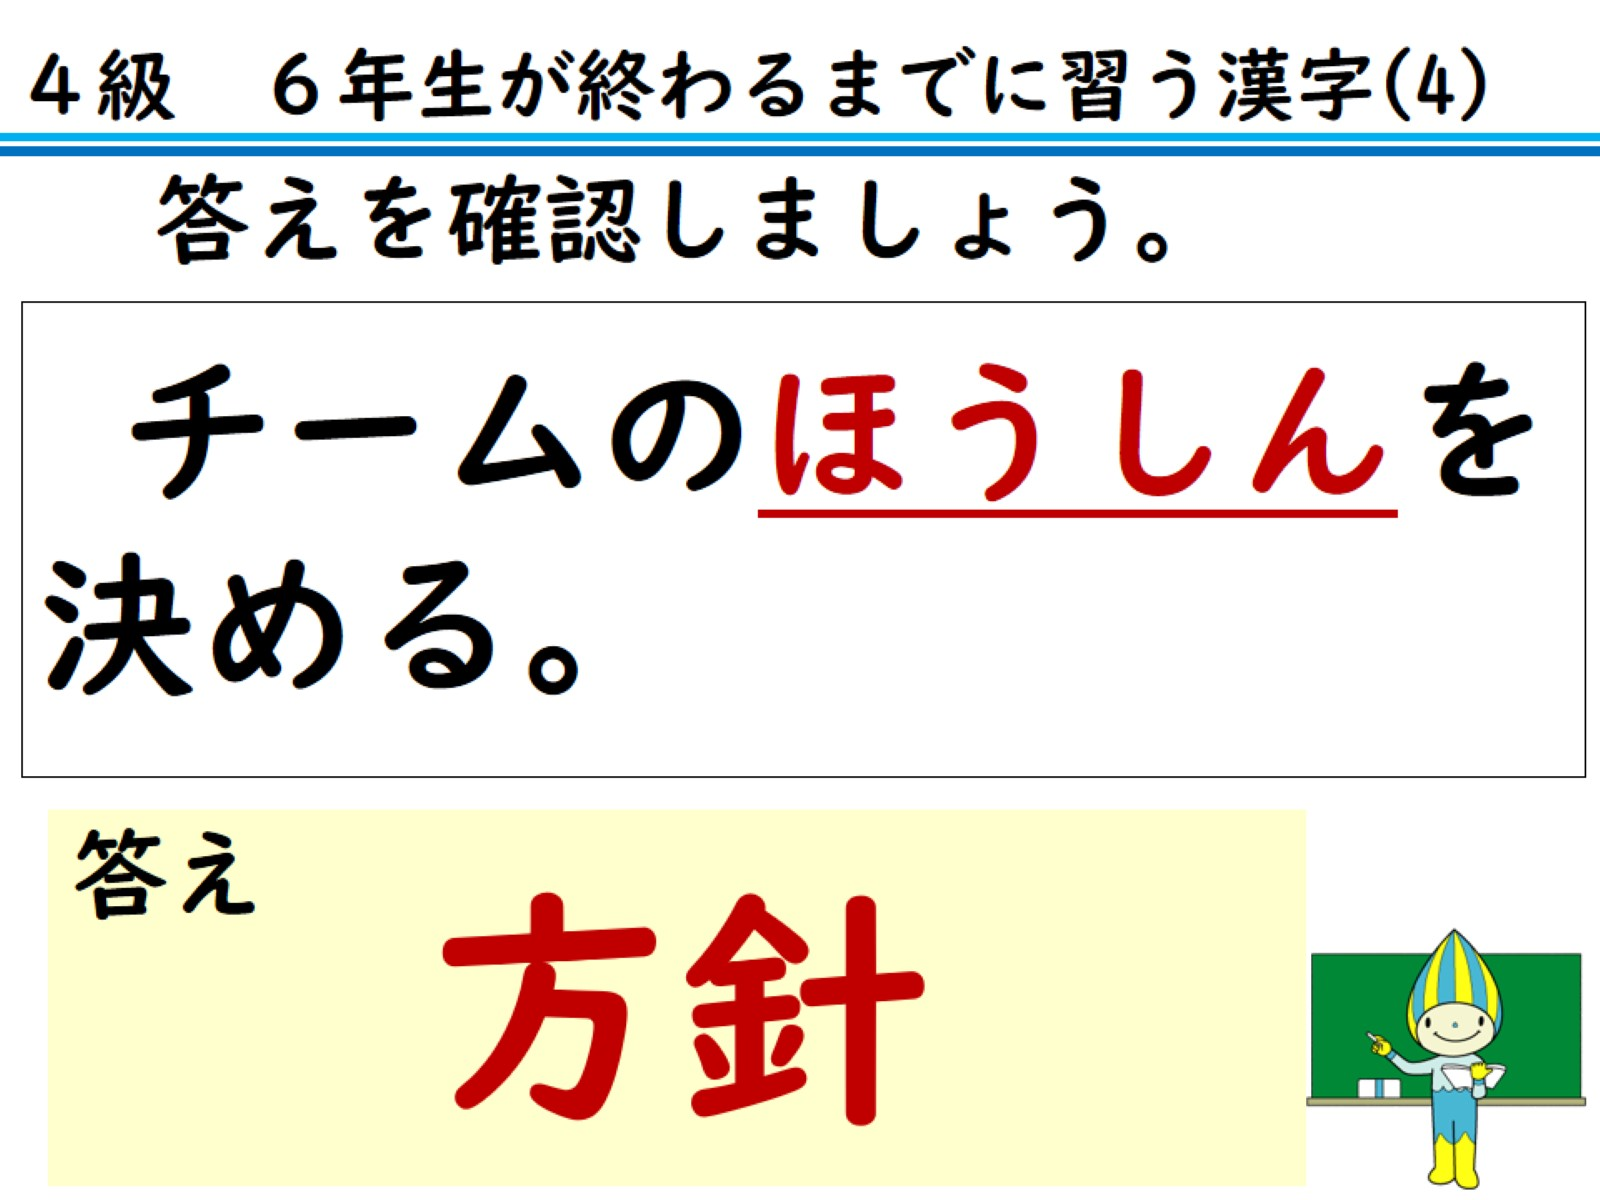 ４級　６年生が終わるまでに習う漢字(4)
答えを確認しましょう。
チームのほうしんを
決める。
答え
方針